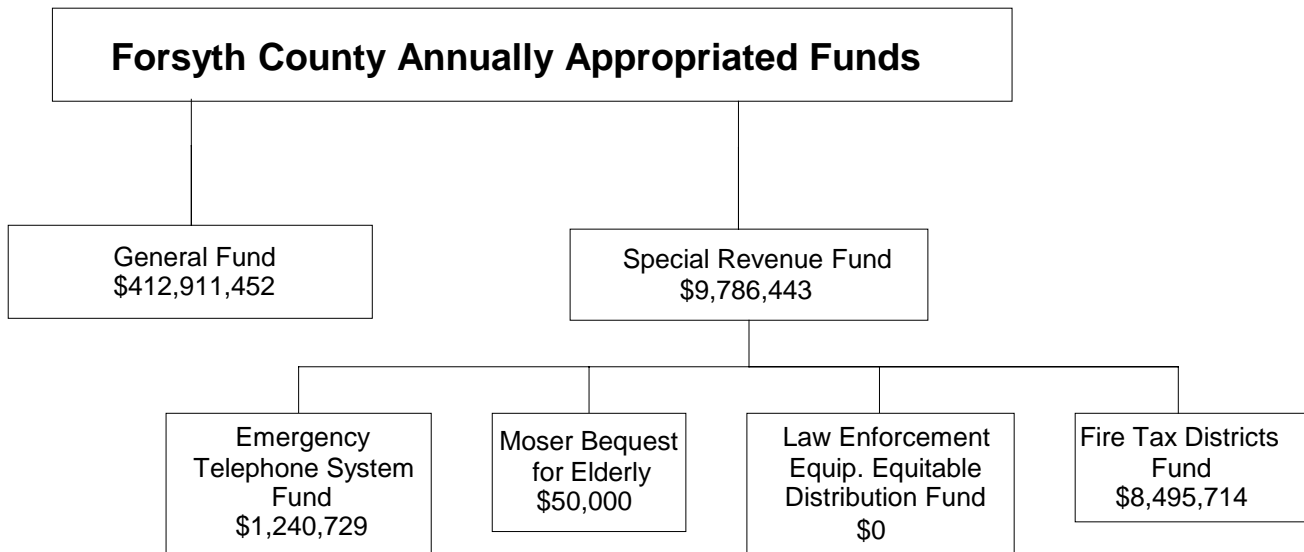 Forsyth County Annually Appropriated Funds
General Fund
$412,911,452
Special Revenue Fund
$9,786,443
Emergency
Telephone System
Fund
$1,240,729
Moser Bequest
for Elderly
$50,000
Law Enforcement
Equip. Equitable
Distribution Fund
$0
Fire Tax Districts
Fund
$8,495,714